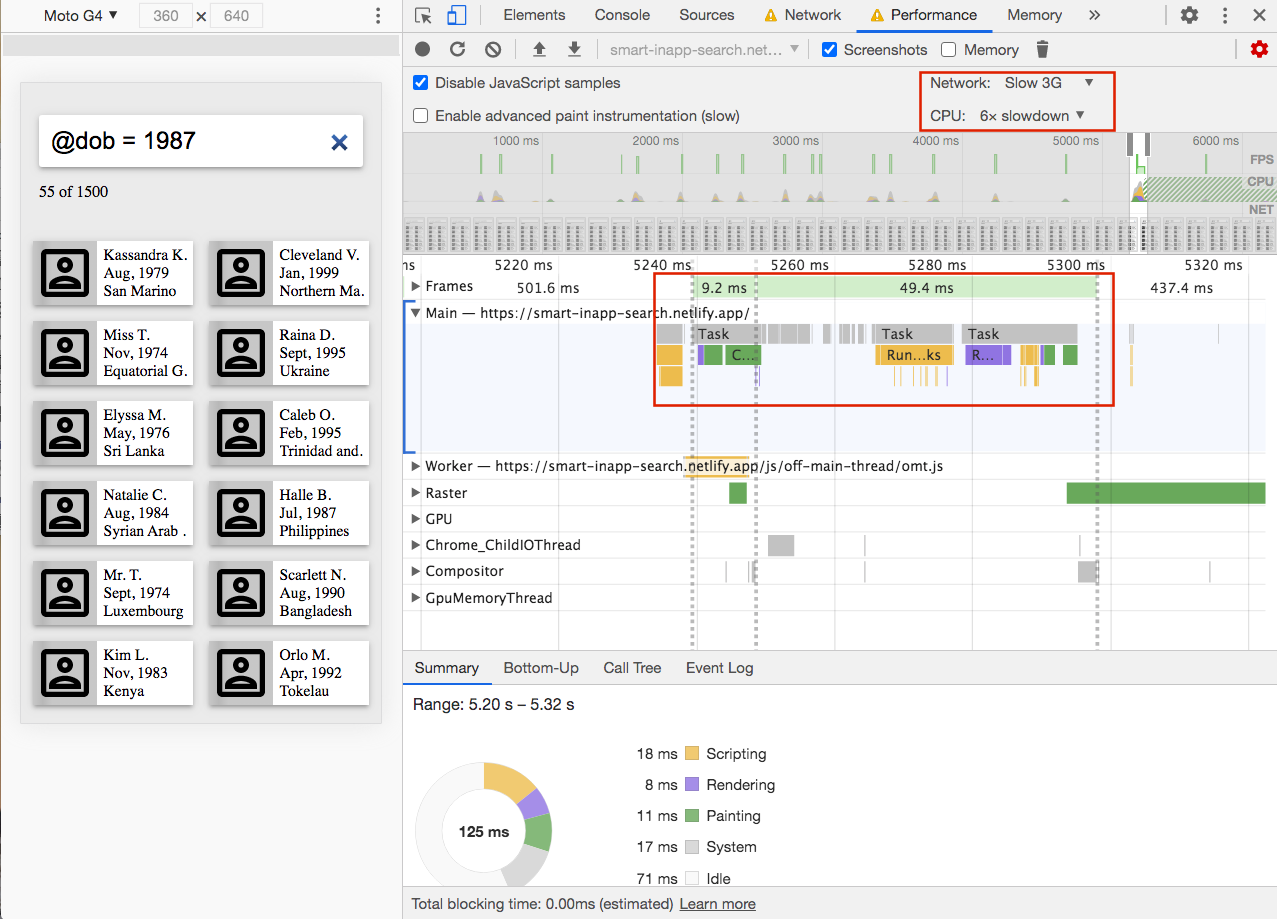 Moto G4 ▼ 360 × 640
Elements Console Sources Network Performance Memory »
smart-inapp-search.net… ▼ Screenshots Memory
Disable JavaScript samples
Network: Slow 3G ▼
Enable advanced paint instrumentation (slow)
CPU: 6× slowdown ▼
1000 ms 2000 ms 3000 ms 4000 ms 5000 ms 6000 ms
FPS
CPU
NET
ns 5220 ms 5240 ms 5260 ms 5280 ms 5300 ms 5320 ms
Frames 501.6 ms 9.2 ms 49.4 ms 437.4 ms
Main — https://smart-inapp-search.netlify.app/
Task Task Task
C... Run...ks R...
Worker — https://smart-inapp-search.netlify.app/js/off-main-thread/omt.js
Raster
GPU
Chrome_ChildIOThread
Compositor
GpuMemoryThread
Summary Bottom-Up Call Tree Event Log
Range: 5.20 s – 5.32 s
125 ms
18 ms Scripting
8 ms Rendering
11 ms Painting
17 ms System
71 ms Idle
Total blocking time: 0.00ms (estimated) Learn more
@dob = 1987
55 of 1500
Kassandra K.
Aug, 1979
San Marino
Cleveland V.
Jan, 1999
Northern Ma.
Miss T.
Nov, 1974
Equatorial G.
Raina D.
Sept, 1995
Ukraine
Elyssa M.
May, 1976
Sri Lanka
Caleb O.
Feb, 1995
Trinidad and.
Natalie C.
Aug, 1984
Syrian Arab .
Halle B.
Jul, 1987
Philippines
Mr. T.
Sept, 1974
Luxembourg
Scarlett N.
Aug, 1990
Bangladesh
Kim L.
Nov, 1983
Kenya
Orlo M.
Apr, 1992
Tokelau